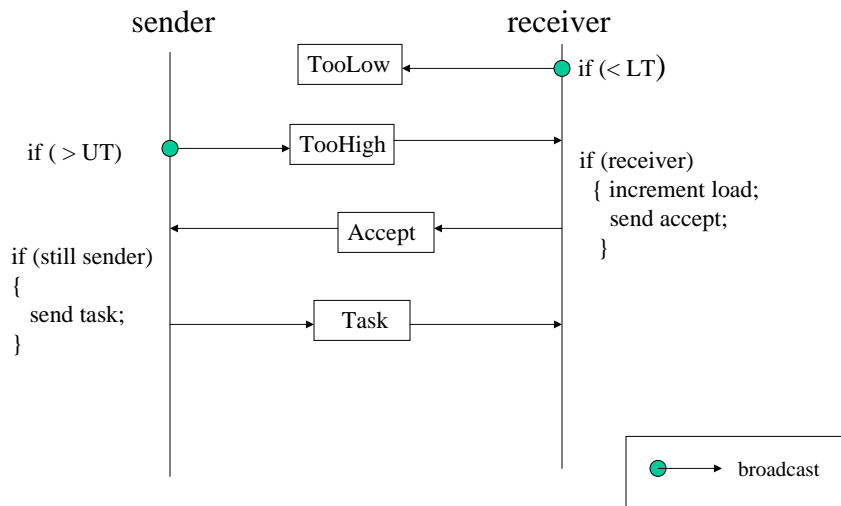 sender
receiver
TooLow
if (< LT)
if ( > UT)
TooHigh
if (receiver)
{ increment load;
send accept;
}
Accept
if (still sender)
{
send task;
}
Task
broadcast